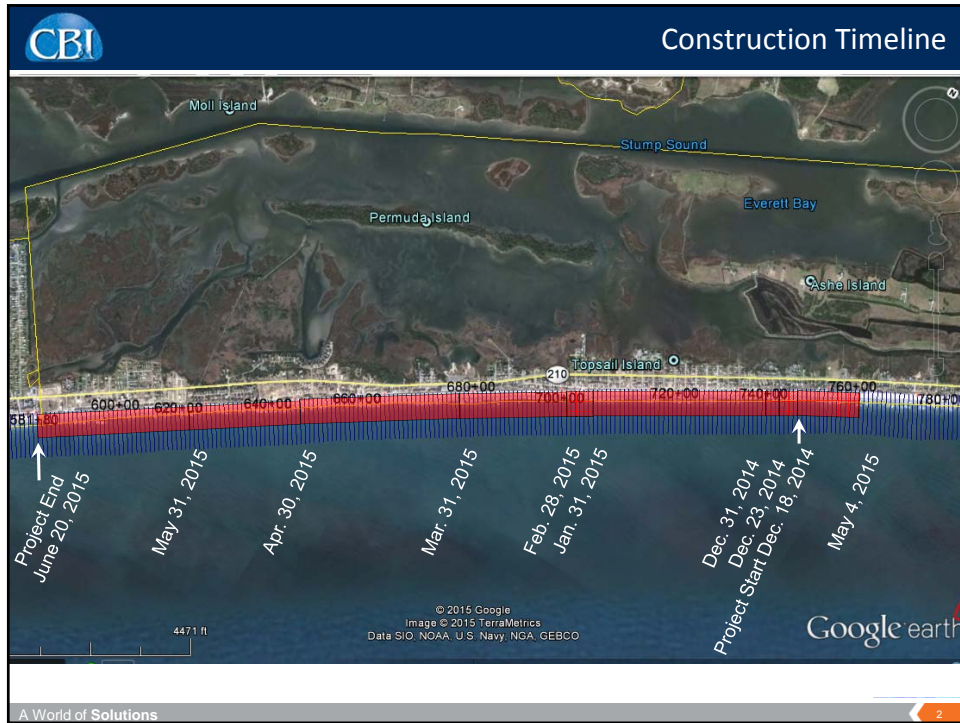 CB&I
Construction Timeline
Moll Island
N
Stump Sound
Everett Bay
Permuda Island
Ashe Island
Topsail Island
210
581+80
600+00
620+00
640+00
660+00
680+00
700+00
720+00
740+00
760+00
780+0
Project End
June 20, 2015
May 31, 2015
Apr. 30, 2015
Mar. 31, 2015
Feb. 28, 2015
Jan. 31, 2015
Dec. 31, 2014
Dec. 23, 2014
Project Start Dec. 18, 2014
May 4, 2015
4471 ft
© 2015 Google
Image © 2015 TerraMetrics
Data SIO, NOAA, U.S. Navy, NGA, GEBCO
Google earth
A World of Solutions
2